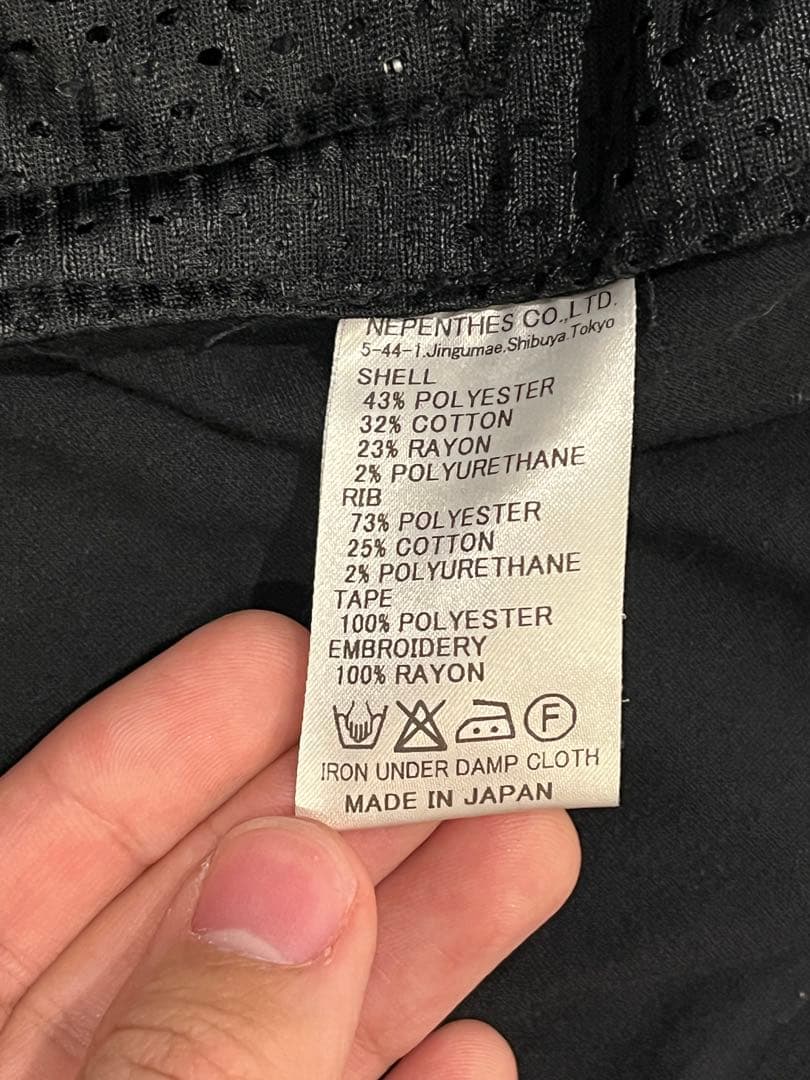 NEPENTHES CO.,LTD.
5-44-1.Jingumae.Shibuya.Tokyo
SHELL
43% POLYESTER
32% COTTON
23% RAYON
2% POLYURETHANE
RIB
73% POLYESTER
25% COTTON
2% POLYURETHANE
TAPE
100% POLYESTER
EMBROIDERY
100% RAYON
F
IRON UNDER DAMP CLOTH
MADE IN JAPAN